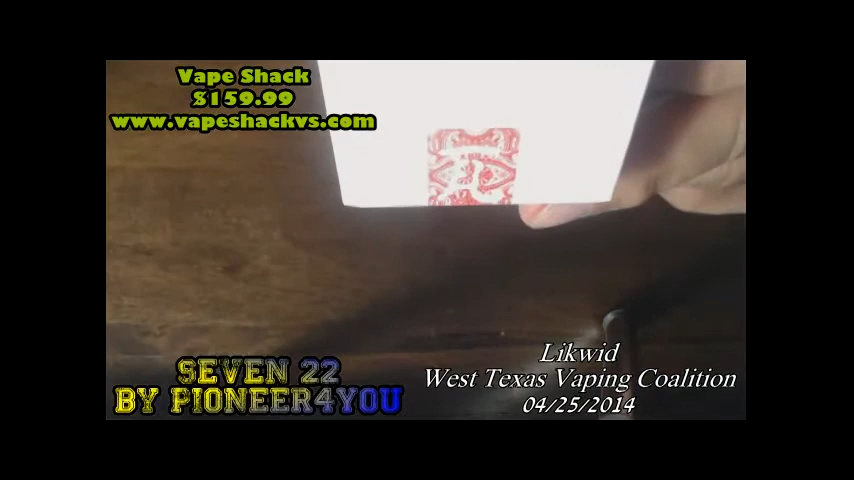 Vape Shack
$159.99
www.vapeshackvs.com
SEVEN 22
BY PIONEER4YOU
Likwid
West Texas Vaping Coalition
04/25/2014